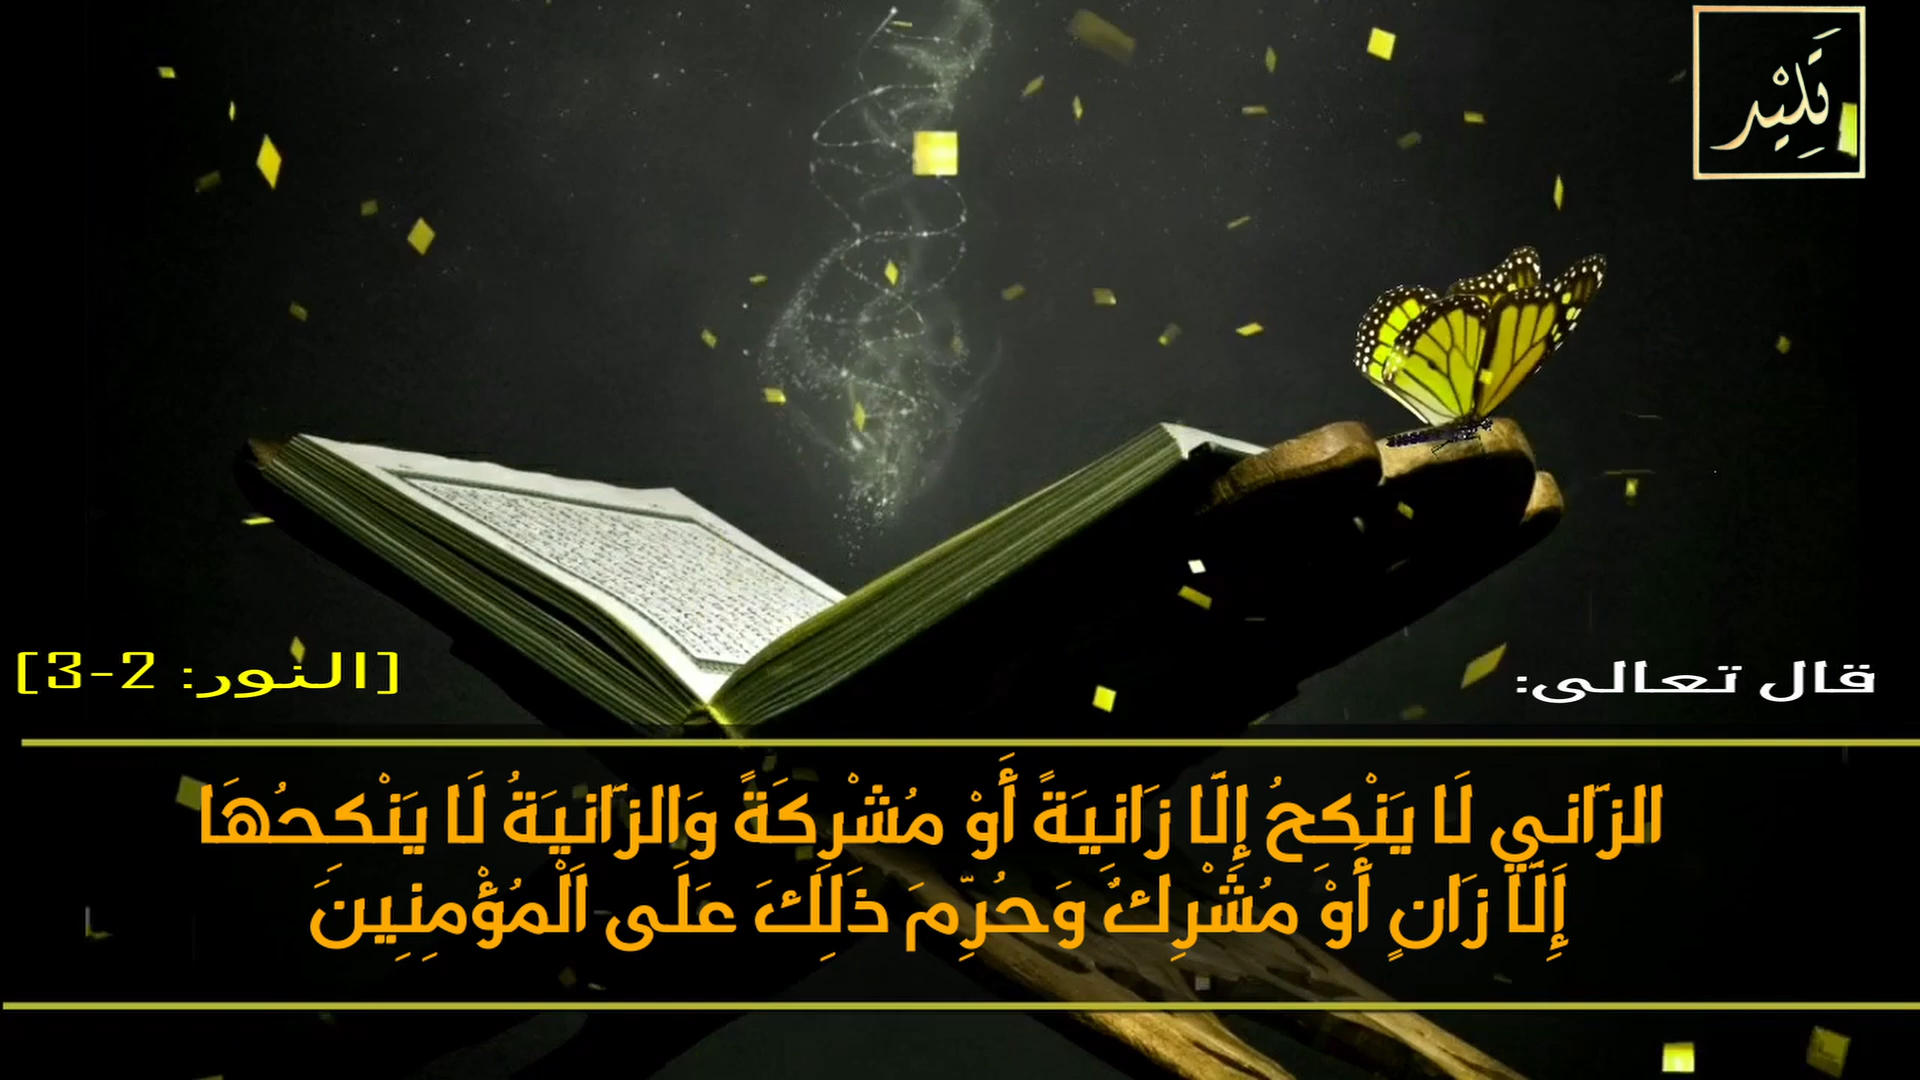 تَلِيْد
قال تعالى:
[النور: 2-3]
الزَّانِي لَا يَنْكِحُ إِلَّا زَانِيَةً أَوْ مُشْرِكَةً وَالزَّانِيَةُ لَا يَنْكِحُهَا
إِلَّا زَانٍ أَوْ مُشْرِكٌ وَحُرِّمَ ذَلِكَ عَلَى الْمُؤْمِنِينَ